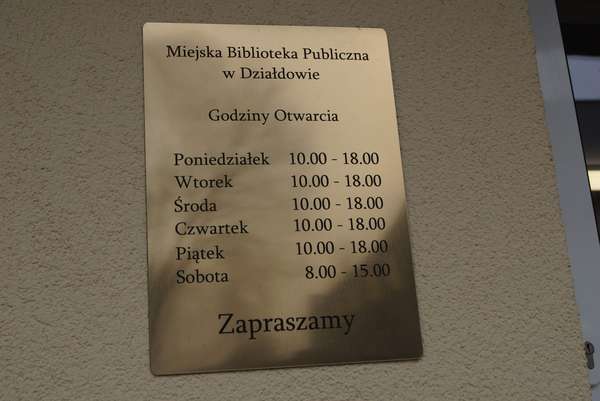 Miejska Biblioteka Publiczna
w Działdowie
Godziny Otwarcia
Poniedziałek 10.00 - 18.00
Wtorek 10.00 - 18.00
Środa 10.00 - 18.00
Czwartek 10.00 - 18.00
Piątek 10.00 - 18.00
Sobota 8.00 - 15.00
Zapraszamy